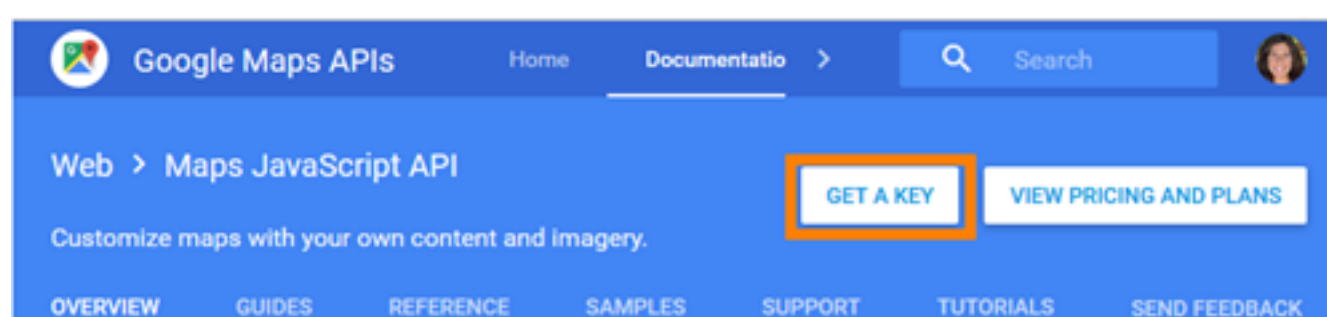 Google Maps APIs Home Documentatio > Search
Web > Maps JavaScript API
GET A KEY VIEW PRICING AND PLANS
Customize maps with your own content and imagery.
OVERVIEW GUIDES REFERENCE SAMPLES SUPPORT TUTORIALS SEND FEEDBACK